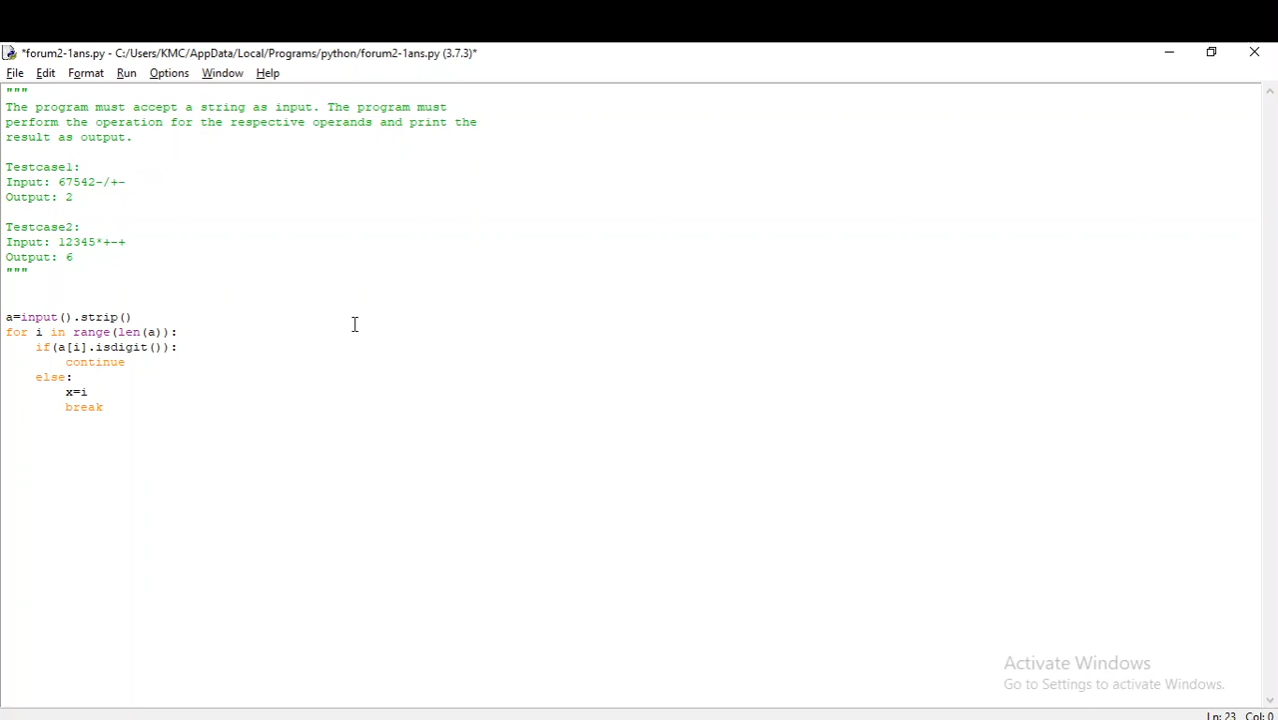 *forum2-1ans.py - C:/Users/KMC/AppData/Local/Programs/python/forum2-1ans.py (3.7.3)*
File Edit Format Run Options Window Help
"""
The program must accept a string as input. The program must
perform the operation for the respective operands and print the
result as output.
Testcase1:
Input: 67542-/+-
Output: 2
Testcase2:
Input: 12345*+-+
Output: 6
"""
a=input().strip()
for i in range(len(a)):
    if(a[i].isdigit()):
        continue
    else:
        x=i
        break
Activate Windows
Go to Settings to activate Windows.
Ln: 23 Col: 0